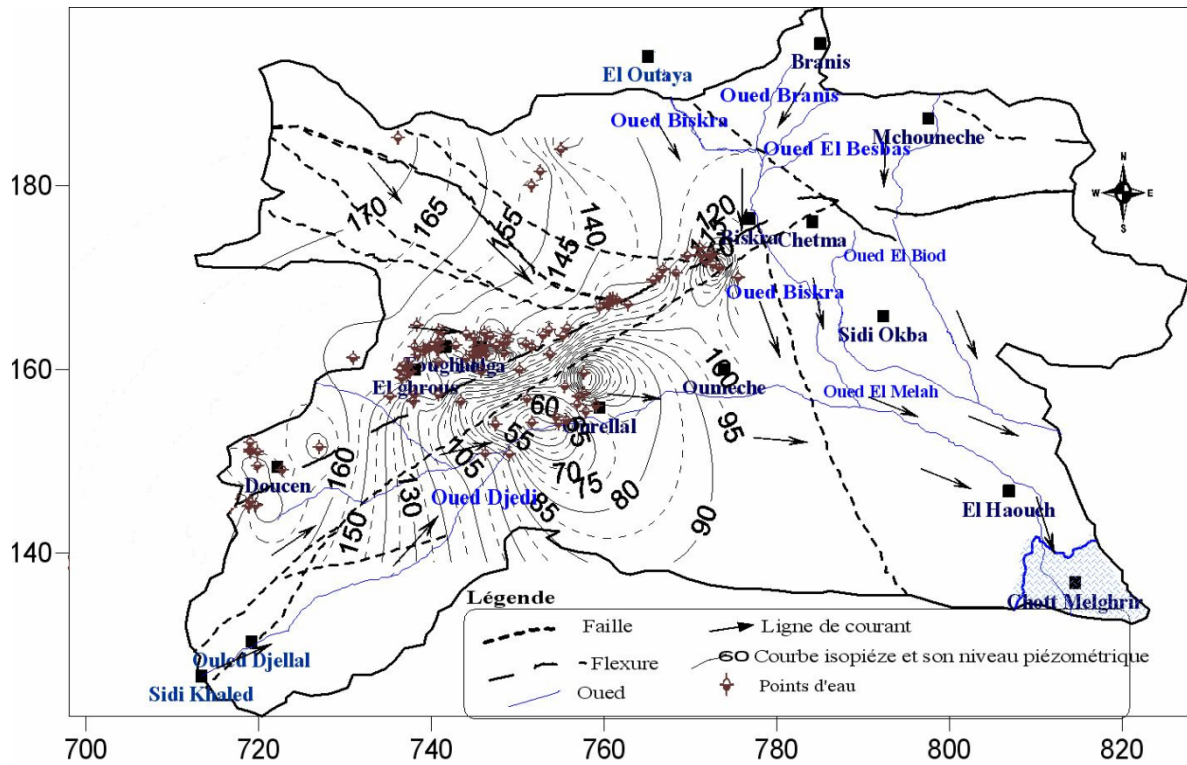 Branis
El Outaya
Oued Branis
Oued Biskra
Mchouneche
Oued El Besbas
N
W E
S
180
170
165
155
145
140
120
115
Biskra
Chetma
Oued El Biod
Oued Biskra
Sidi Okba
160
El ghrous
Oumeche
100
Oued El Melah
60
55
65
Ourellal
95
105
160
70
75
80
Doucen
130
Oued Djedi
85
90
150
El Haouch
140
Chott Melghrir
Légende
Faille
Ligne de courant
Flexure
60 Courbe isopiéze et son niveau piézométrique
Oued
Points d'eau
Ouled Djellal
Sidi Khaled
700 720 740 760 780 800 820